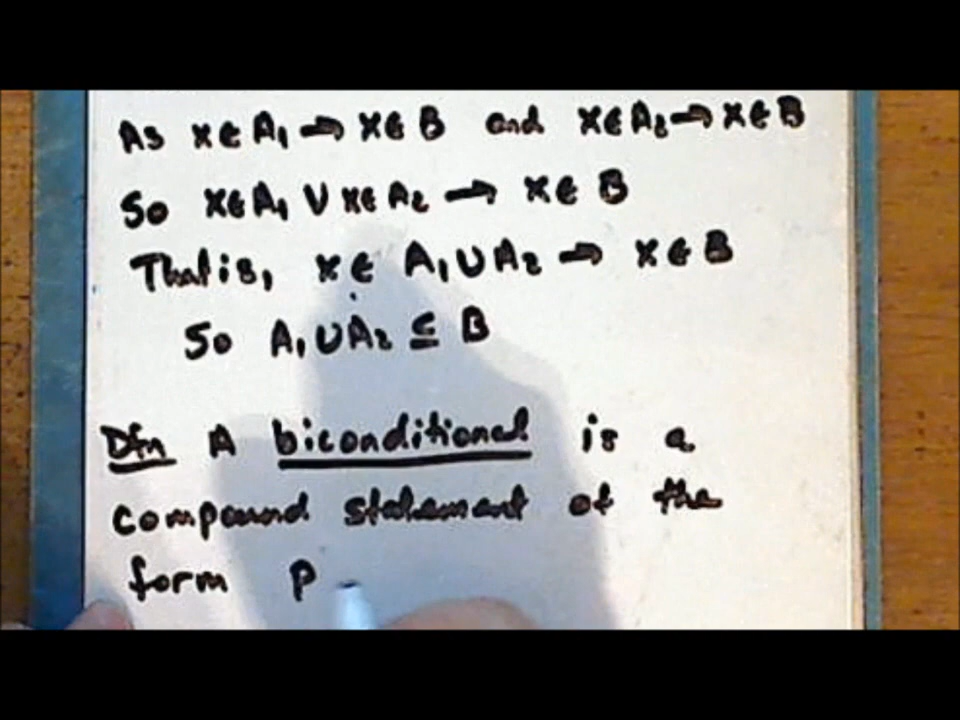 As x∈A₁ → x∈B and x∈A₂ → x∈B
So x∈A₁ ∨ x∈A₂ → x∈B
That is, x∈ A₁∪A₂ → x∈B
So A₁∪A₂ ⊆ B
Dfn A biconditional is a
compound statement of the
form P